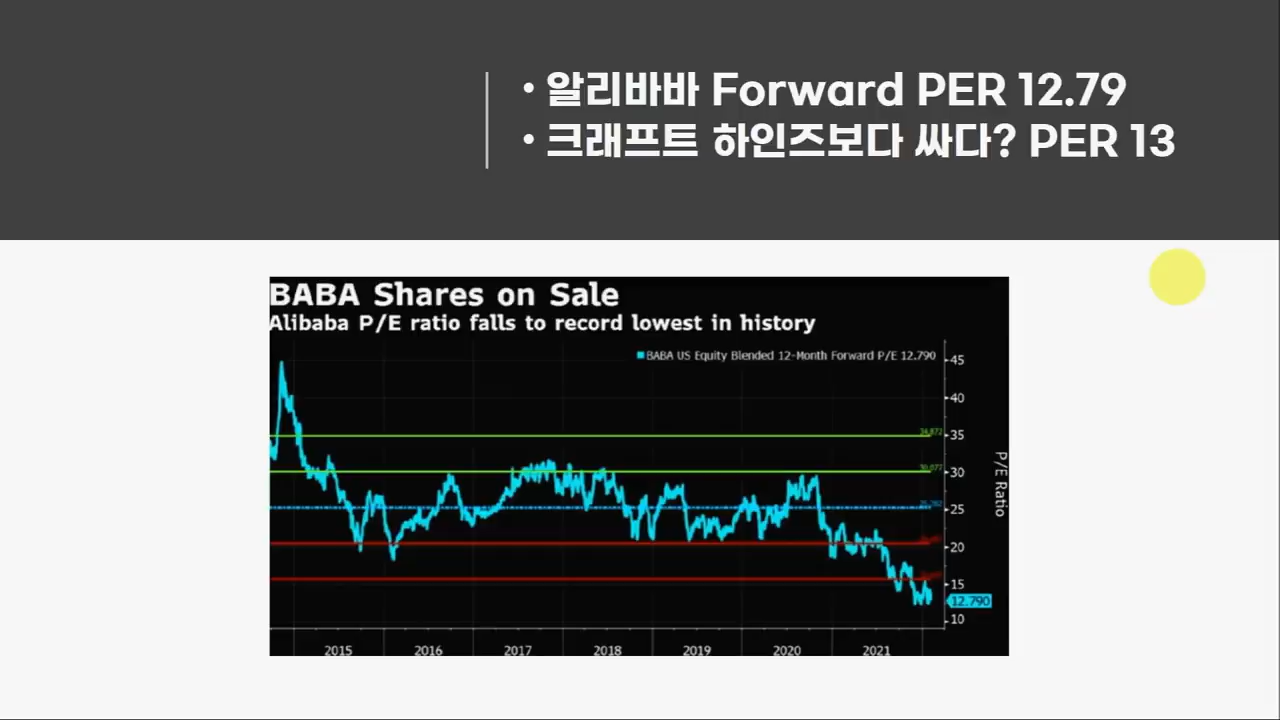 • 알리바바 Forward PER 12.79
• 크래프트 하인즈보다 싸다? PER 13
BABA Shares on Sale
Alibaba P/E ratio falls to record lowest in history
BABA US Equity Blended 12-Month Forward P/E 12.790
45
40
35
30
25
20
15
12.790
10
P/E Ratio
2015 2016 2017 2018 2019 2020 2021